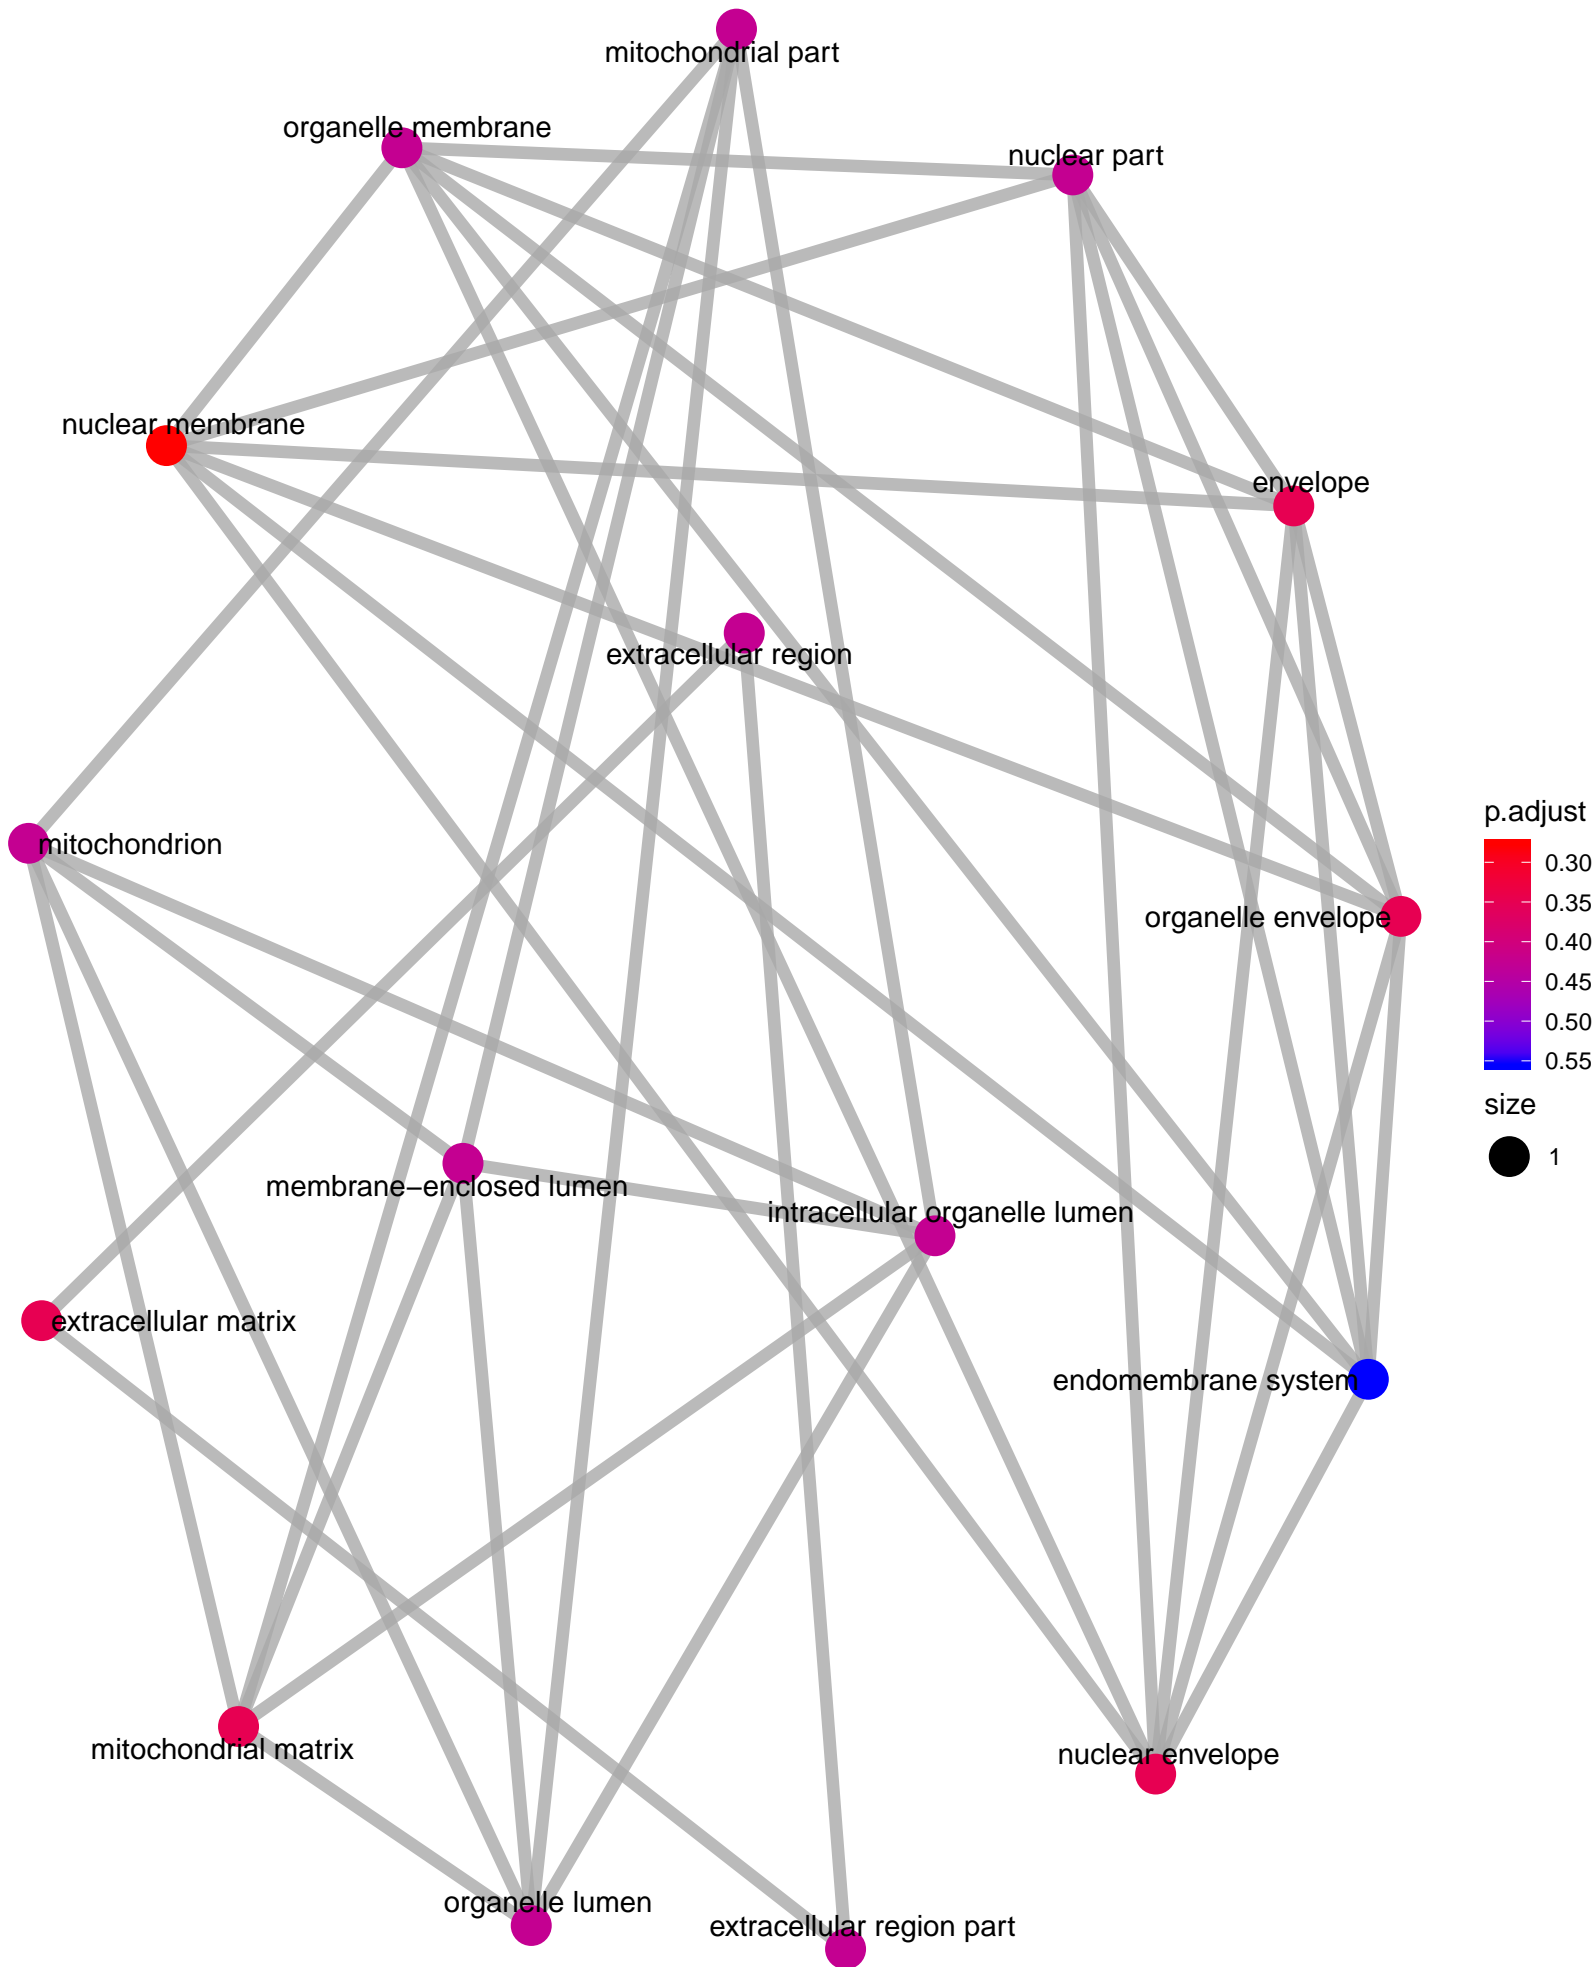 mitochondrial part
organelle membrane
nuclear part
nuclear membrane
envelope
extracellular region
mitochondrion
organelle envelope
membrane−enclosed lumen
intracellular organelle lumen
extracellular matrix
endomembrane system
mitochondrial matrix
nuclear envelope
organelle lumen
extracellular region part
p.adjust
0.30
0.35
0.40
0.45
0.50
0.55
size
1